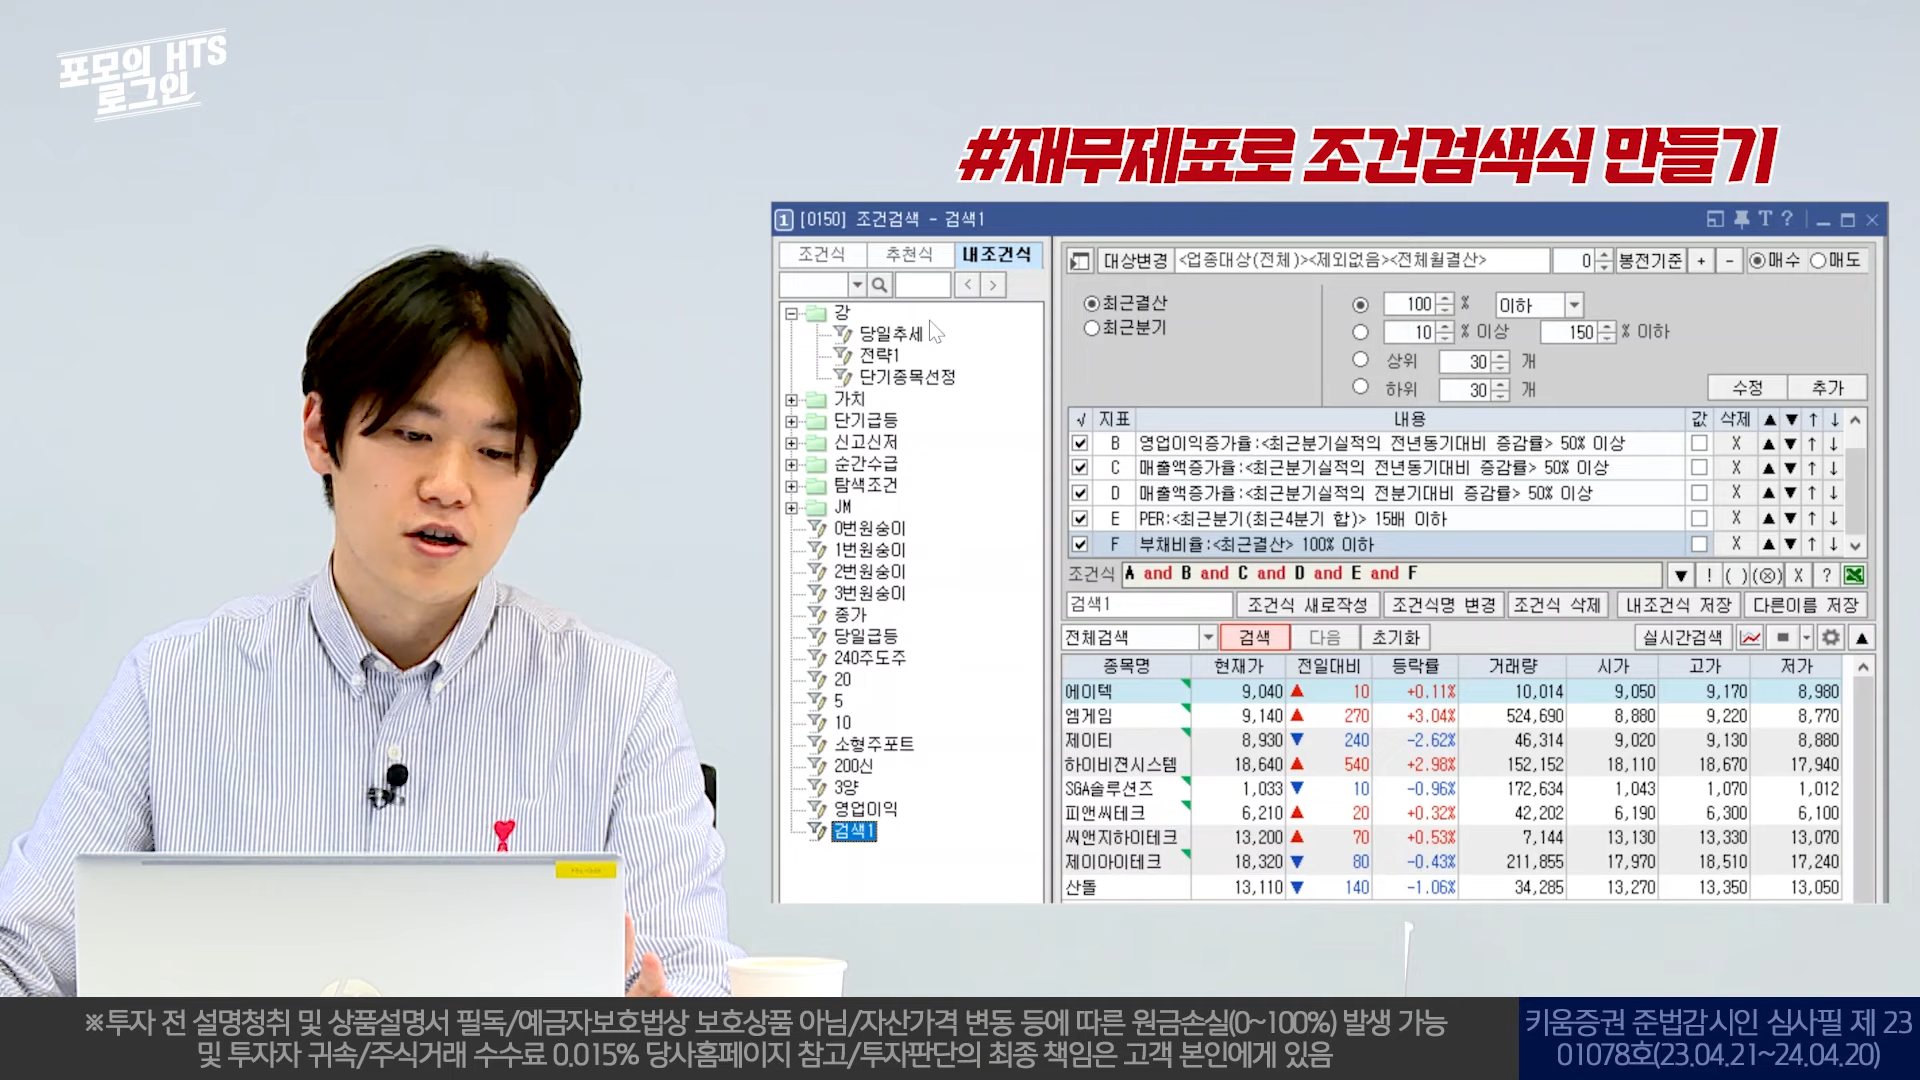 포모의 HTS
로그인
#재무제표로 조건검색식 만들기
1 [0150] 조건검색 - 검색1
조건식 추천식 내조건식
강
당일추세
전략1
단기종목선정
가치
단기급등
신고신저
순간수급
탐색조건
JM
0번원숭이
1번원숭이
2번원숭이
3번원숭이
종가
당일급등
240주도주
20
5
10
소형주포트
200신
3양
영업이익
검색1
대상변경 <업종대상(전체)><제외없음><전체월결산> 0 봉전기준 + - 매수 매도
최근결산
최근분기
100 % 이하
10 % 이상 150 % 이하
상위 30 개
하위 30 개
수정 추가
√ 지표 내용 값 삭제 ▲ ▼ ↑ ↓
B 영업이익증가율:<최근분기실적의 전년동기대비 증감률> 50% 이상 X ▲ ▼ ↑ ↓
C 매출액증가율:<최근분기실적의 전년동기대비 증감률> 50% 이상 X ▲ ▼ ↑ ↓
D 매출액증가율:<최근분기실적의 전분기대비 증감률> 50% 이상 X ▲ ▼ ↑ ↓
E PER:<최근분기(최근4분기 합)> 15배 이하 X ▲ ▼ ↑ ↓
F 부채비율:<최근결산> 100% 이하 X ▲ ▼ ↑ ↓
조건식 A and B and C and D and E and F ▼ ! ( ) (ⓧ) X ?
검색1 조건식 새로작성 조건식명 변경 조건식 삭제 내조건식 저장 다른이름 저장
전체검색 검색 다음 초기화 실시간검색
종목명 현재가 전일대비 등락률 거래량 시가 고가 저가
에이텍 9,040 ▲ 10 +0.11% 10,014 9,050 9,170 8,980
엠게임 9,140 ▲ 270 +3.04% 524,690 8,880 9,220 8,770
제이티 8,930 ▼ 240 -2.62% 46,314 9,020 9,130 8,880
하이비젼시스템 18,640 ▲ 540 +2.98% 152,152 18,110 18,670 17,940
SGA솔루션즈 1,033 ▼ 10 -0.96% 172,634 1,043 1,070 1,012
피앤씨테크 6,210 ▲ 20 +0.32% 42,202 6,190 6,300 6,100
씨앤지하이테크 13,200 ▲ 70 +0.53% 7,144 13,130 13,330 13,070
제이아이테크 18,320 ▼ 80 -0.43% 211,855 17,970 18,510 17,240
산돌 13,110 ▼ 140 -1.06% 34,285 13,270 13,350 13,050
※투자 전 설명청취 및 상품설명서 필독/예금자보호법상 보호상품 아님/자산가격 변동 등에 따른 원금손실(0~100%) 발생 가능
및 투자자 귀속/주식거래 수수료 0.015% 당사홈페이지 참고/투자판단의 최종 책임은 고객 본인에게 있음
키움증권 준법감시인 심사필 제 23
01078호(23.04.21~24.04.20)